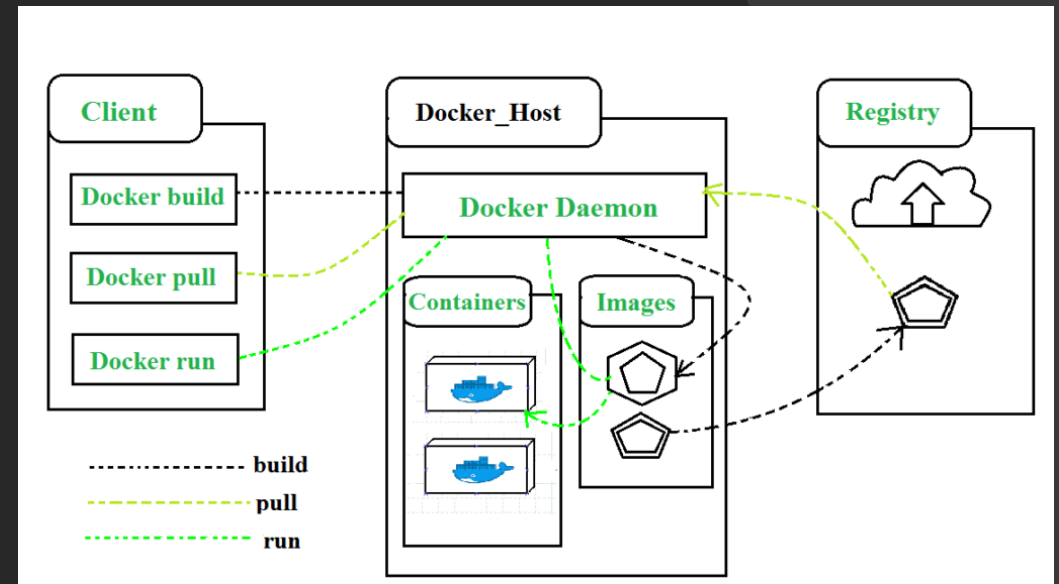 Client
Docker_Host
Registry
Docker build
Docker Daemon
Docker pull
Containers
Images
Docker run
build
pull
run